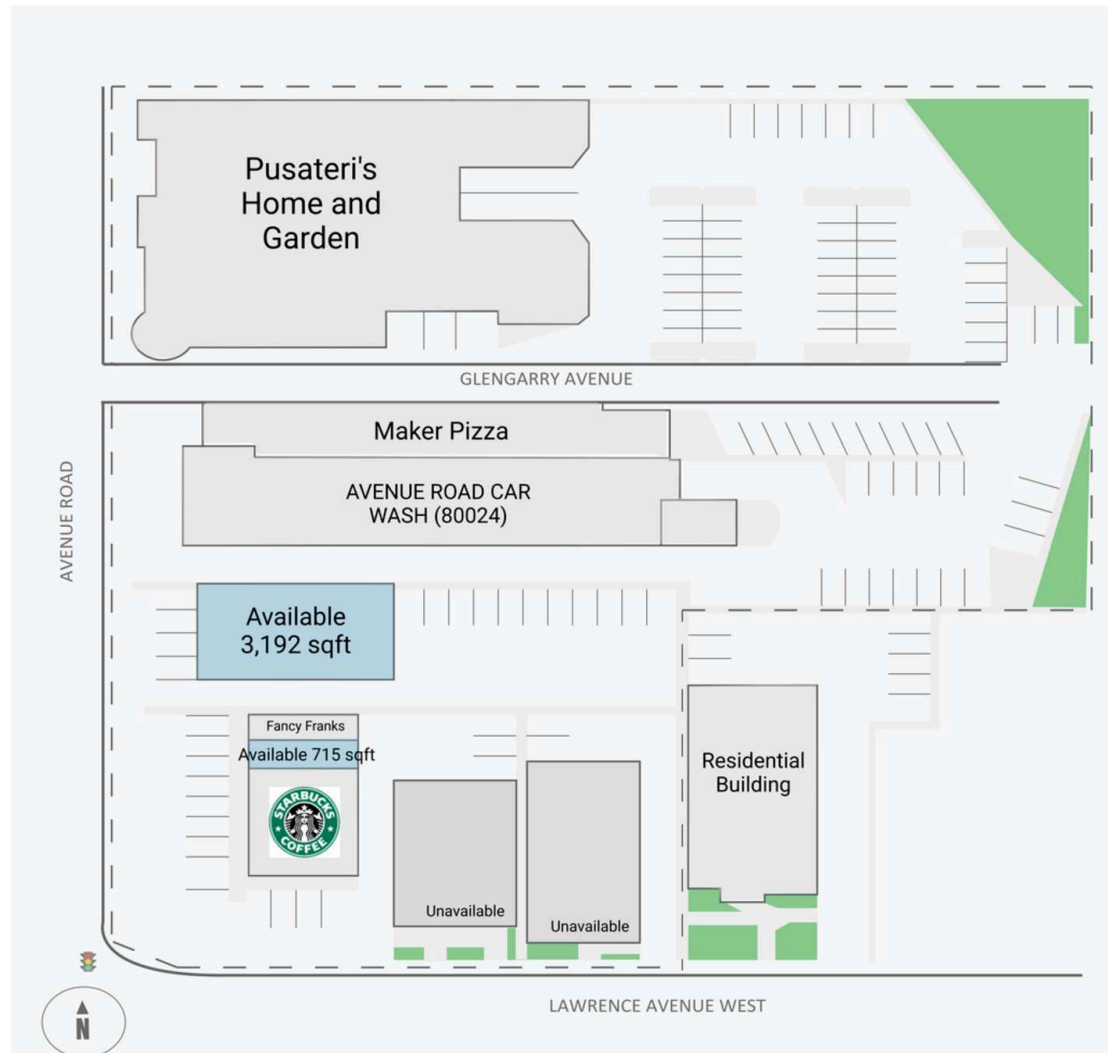 Pusateri's
Home and
Garden
GLENGARRY AVENUE
Maker Pizza
AVENUE ROAD CAR
WASH (80024)
AVENUE ROAD
Available
3,192 sqft
Fancy Franks
Available 715 sqft
STARBUCKS
COFFEE
Residential
Building
Unavailable
Unavailable
LAWRENCE AVENUE WEST
N